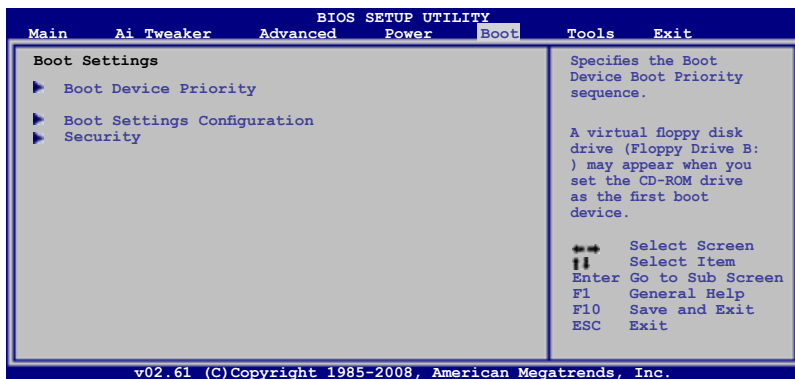 BIOS SETUP UTILITY
Main Ai Tweaker Advanced Power Boot Tools Exit
Boot Settings
Boot Device Priority
Boot Settings Configuration
Security
Specifies the Boot
Device Boot Priority
sequence.
A virtual floppy disk
drive (Floppy Drive B:
) may appear when you
set the CD-ROM drive
as the first boot
device.
Select Screen
Select Item
Enter Go to Sub Screen
F1 General Help
F10 Save and Exit
ESC Exit
v02.61 (C)Copyright 1985-2008, American Megatrends, Inc.